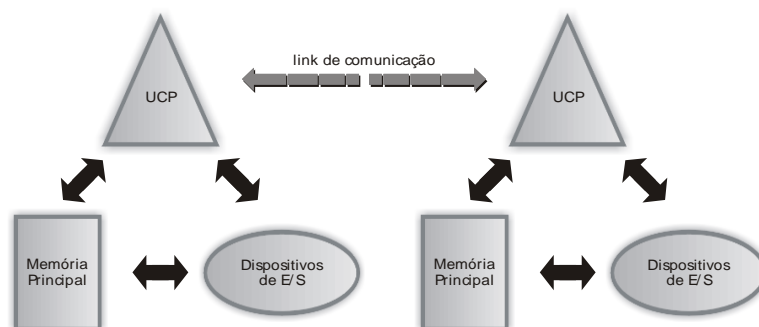 link de comunicação
UCP
UCP
Memória
Principal
Dispositivos
de E/S
Memória
Principal
Dispositivos
de E/S